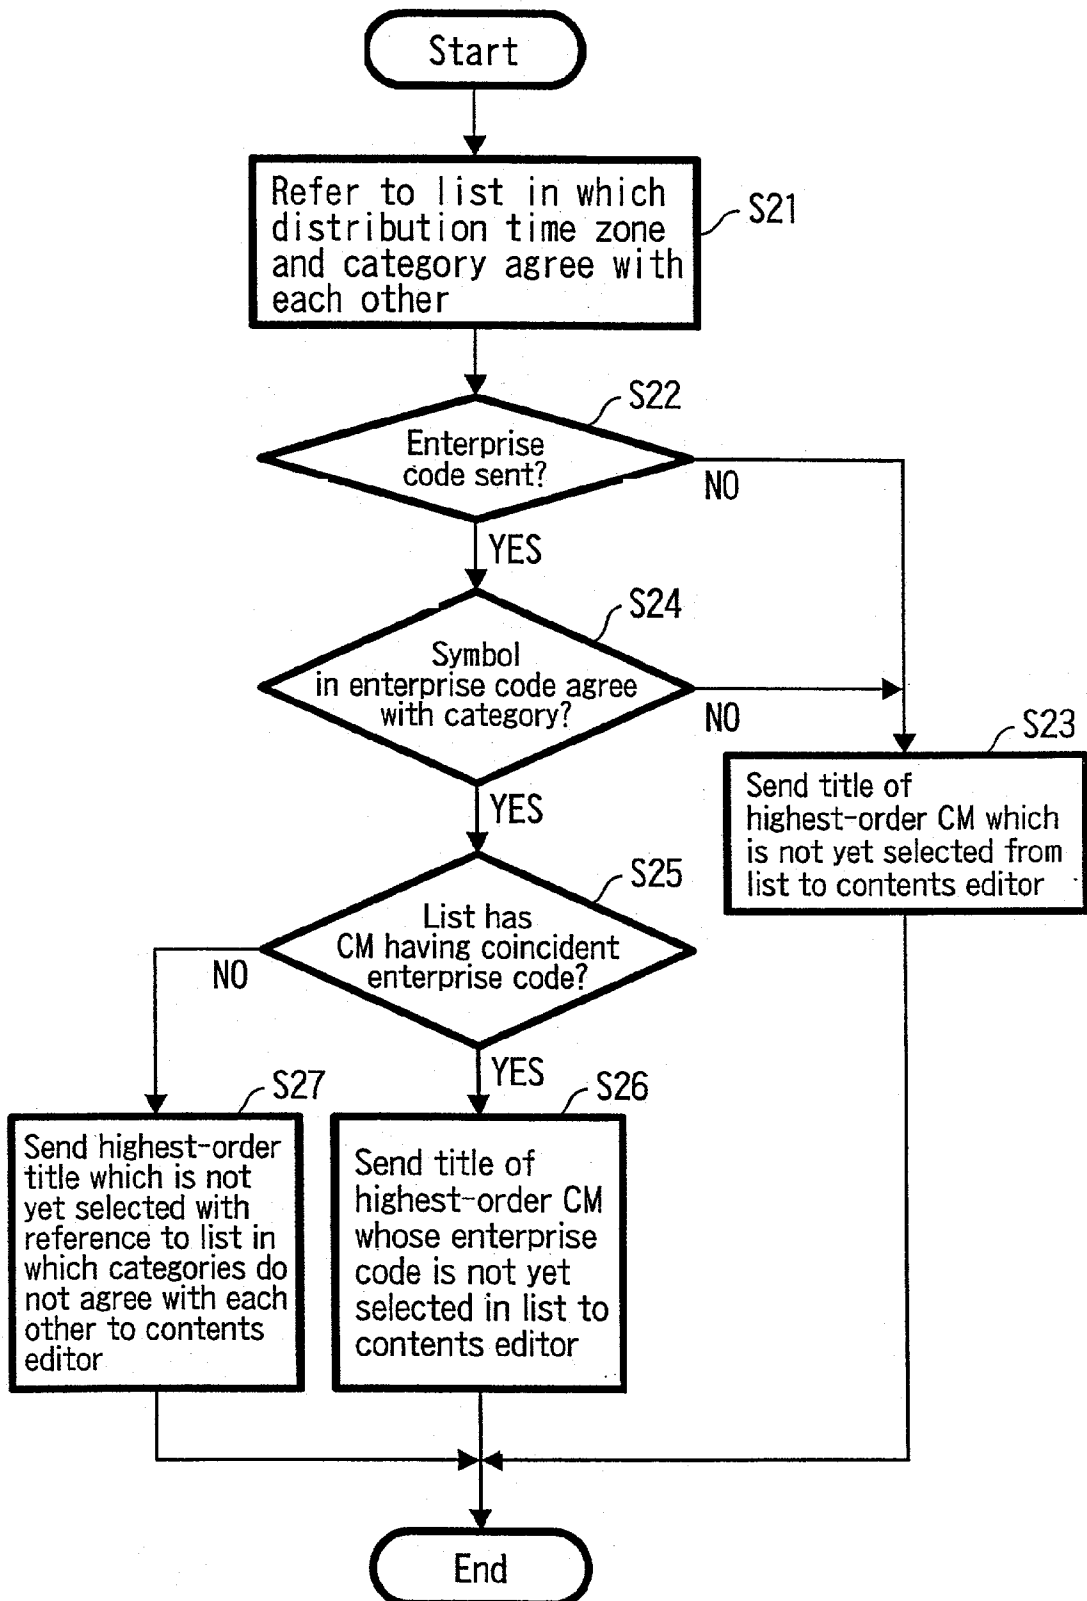 Start
Refer to list in which
distribution time zone
and category agree with
each other
S21
S22
Enterprise
code sent?
NO
YES
S24
Symbol
in enterprise code agree
with category?
NO
YES
S23
Send title of
highest-order CM which
is not yet selected from
list to contents editor
S25
List has
CM having coincident
enterprise code?
NO
YES
S27
Send highest-order
title which is not
yet selected with
reference to list in
which categories do
not agree with each
other to contents
editor
S26
Send title of
highest-order CM
whose enterprise
code is not yet
selected in list to
contents editor
End